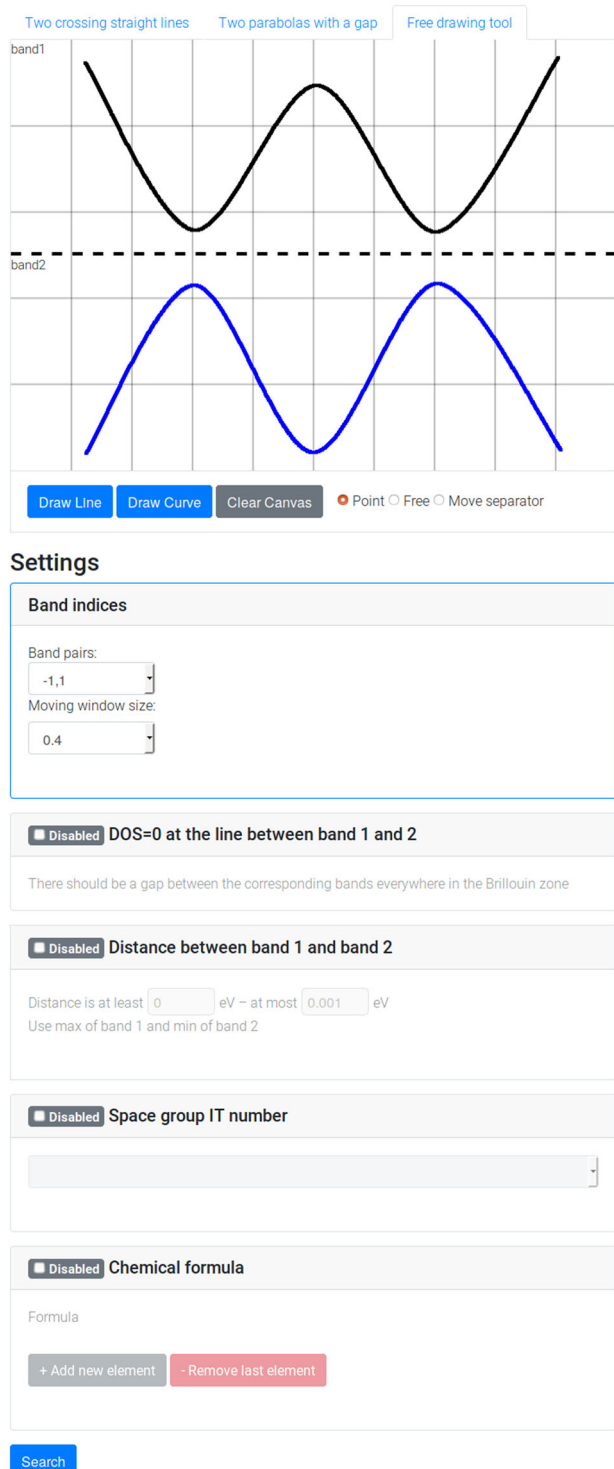 Two crossing straight lines Two parabolas with a gap Free drawing tool
band1
band2
Draw LIne Draw Curve Clear Canvas Point Free Move separator
Settings
Band indices
Band pairs:
-1,1
Moving window size:
0.4
Disabled DOS=0 at the line between band 1 and 2
There should be a gap between the corresponding bands everywhere in the Brillouin zone
Disabled Distance between band 1 and band 2
Distance is at least 0 eV – at most 0.001 eV
Use max of band 1 and min of band 2
Disabled Space group IT number
Disabled Chemical formula
Formula
+ Add new element - Remove last element
Search